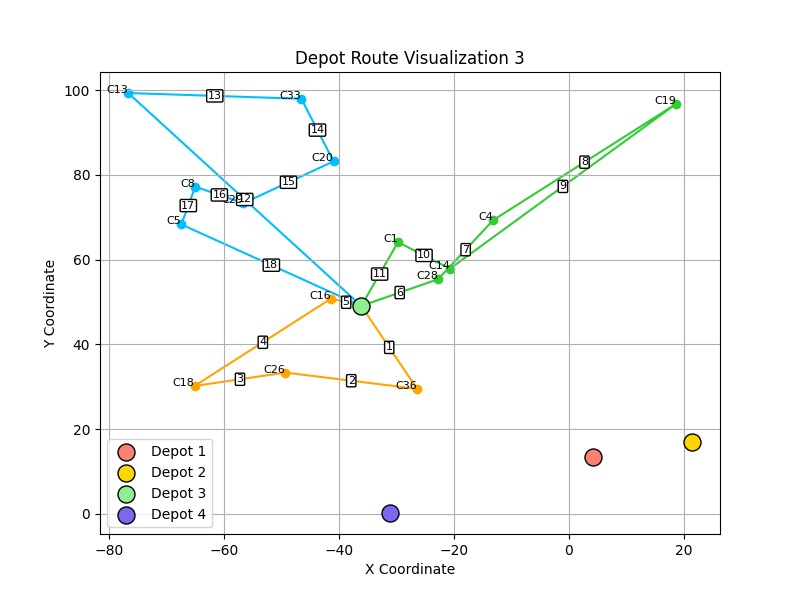 Depot Route Visualization 3
Y Coordinate
100
80
60
40
20
0
−80
−60
−40
−20
0
20
X Coordinate
C13
13
C33
14
C20
15
C8
16
12
17
C5
18
C19
8
9
C4
7
C1
10
C14
11
C28
6
C16
5
1
4
C18
3
C26
2
C36
Depot 1
Depot 2
Depot 3
Depot 4